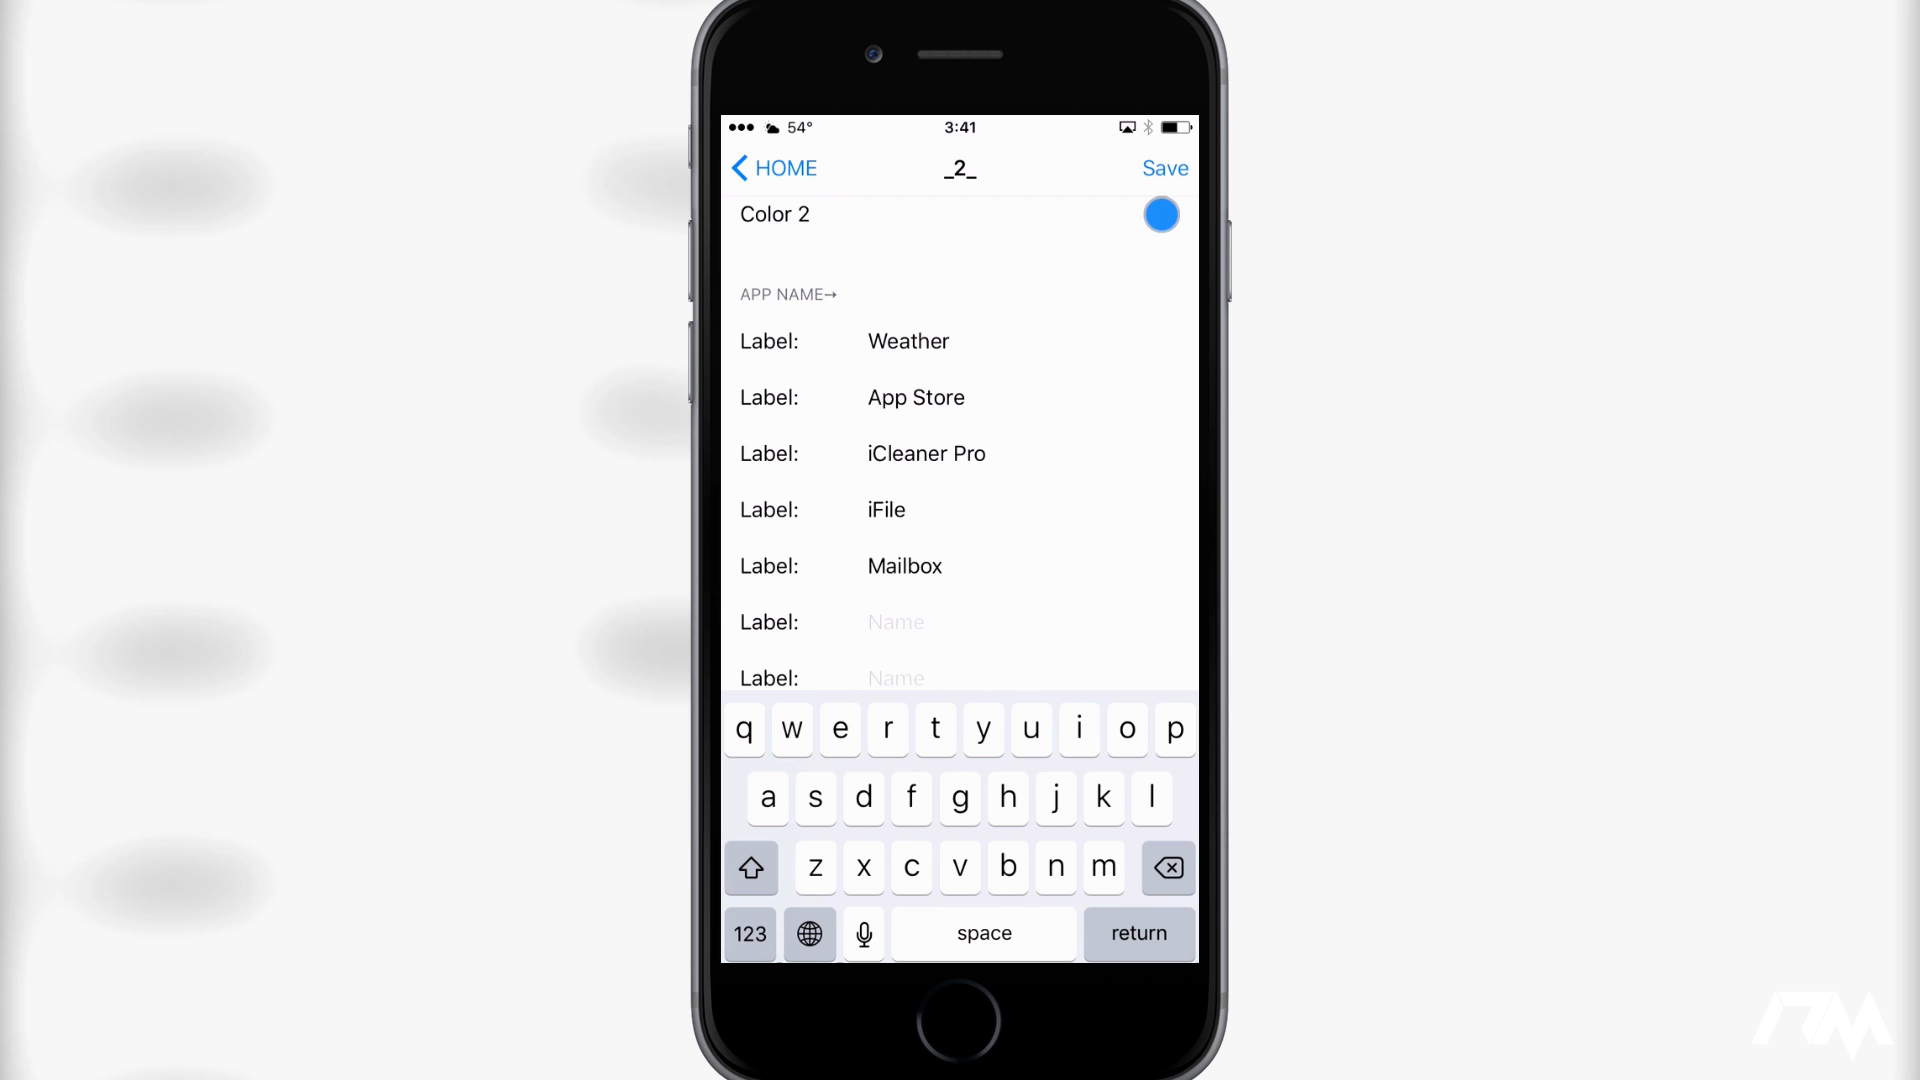 54° 3:41
HOME _2_ Save
Color 2
APP NAME→
Label: Weather
Label: App Store
Label: iCleaner Pro
Label: iFile
Label: Mailbox
Label: Name
Label: Name
q w e r t y u i o p
a s d f g h j k l
z x c v b n m
123 space return